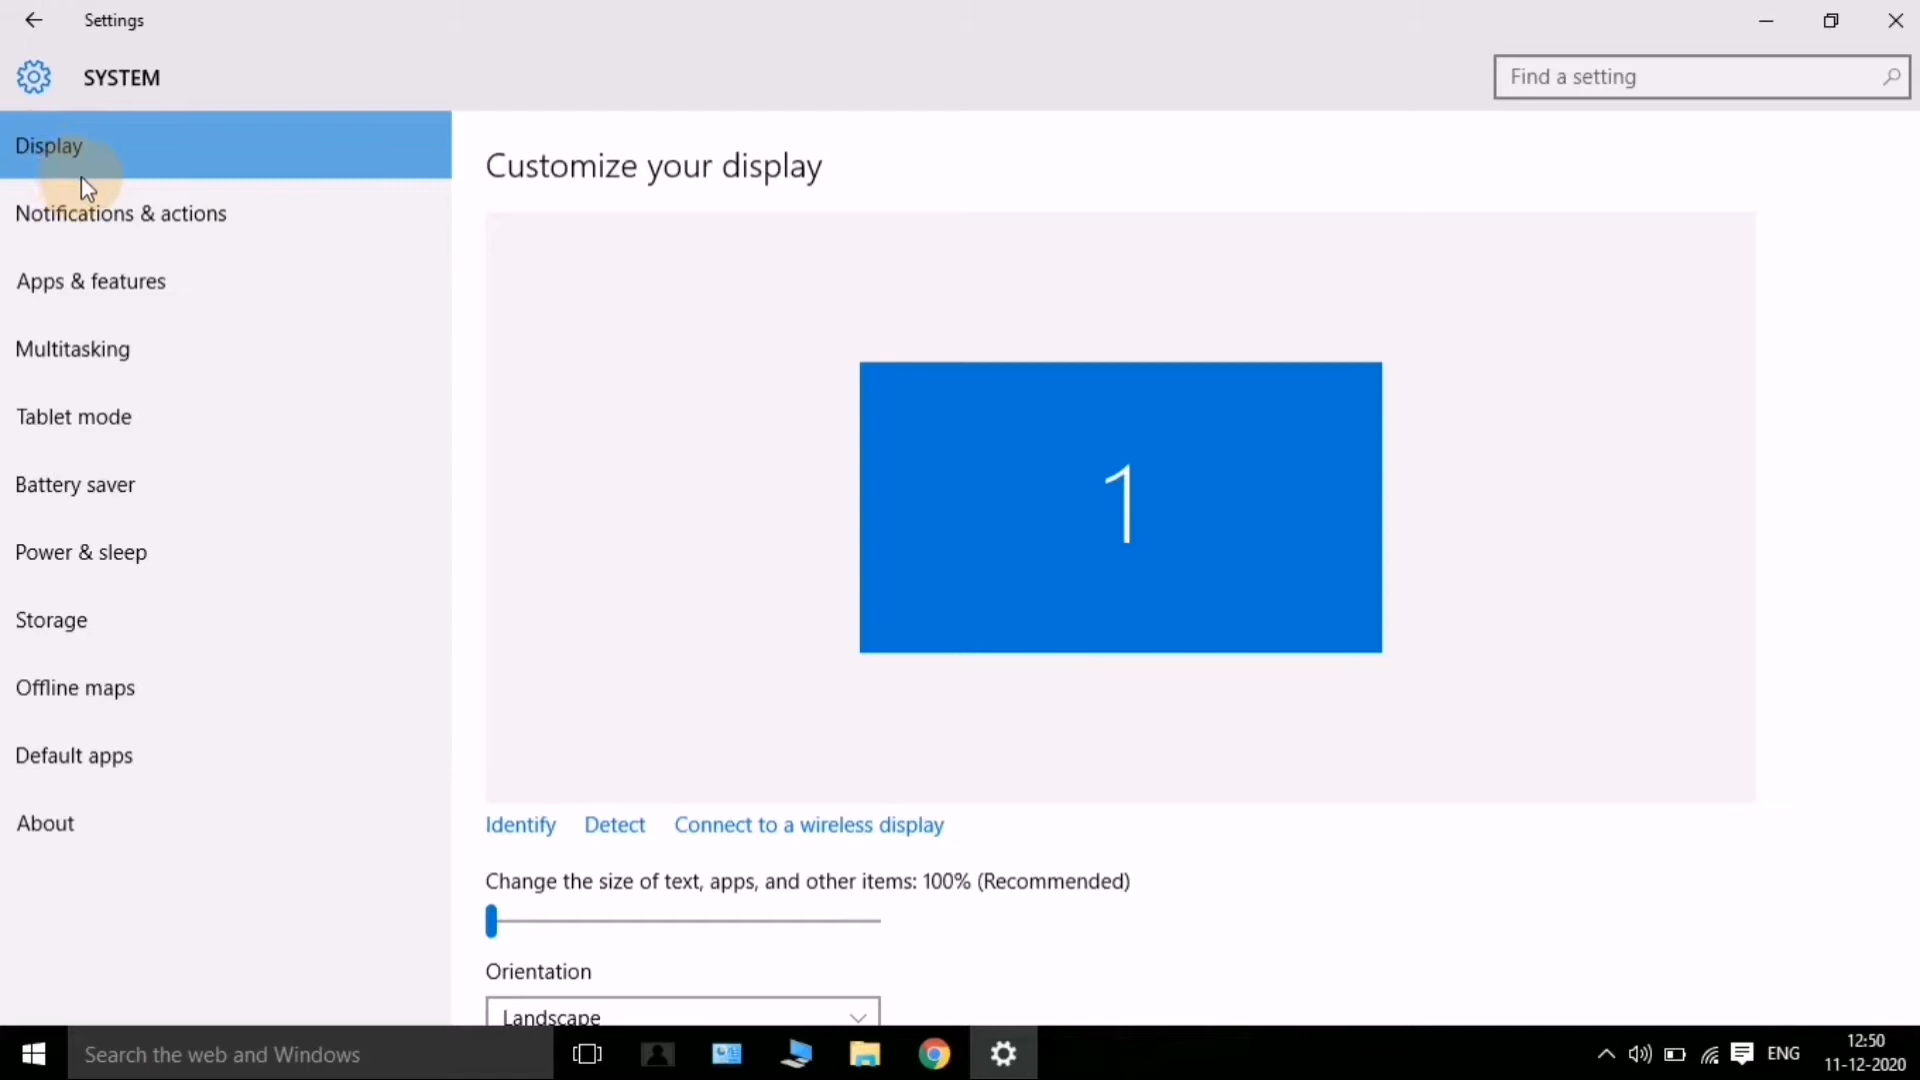 Settings
SYSTEM
Find a setting
Display
Notifications & actions
Apps & features
Multitasking
Tablet mode
Battery saver
Power & sleep
Storage
Offline maps
Default apps
About
Customize your display
1
Identify Detect Connect to a wireless display
Change the size of text, apps, and other items: 100% (Recommended)
Orientation
Landscape
Search the web and Windows
ENG
12:50
11-12-2020